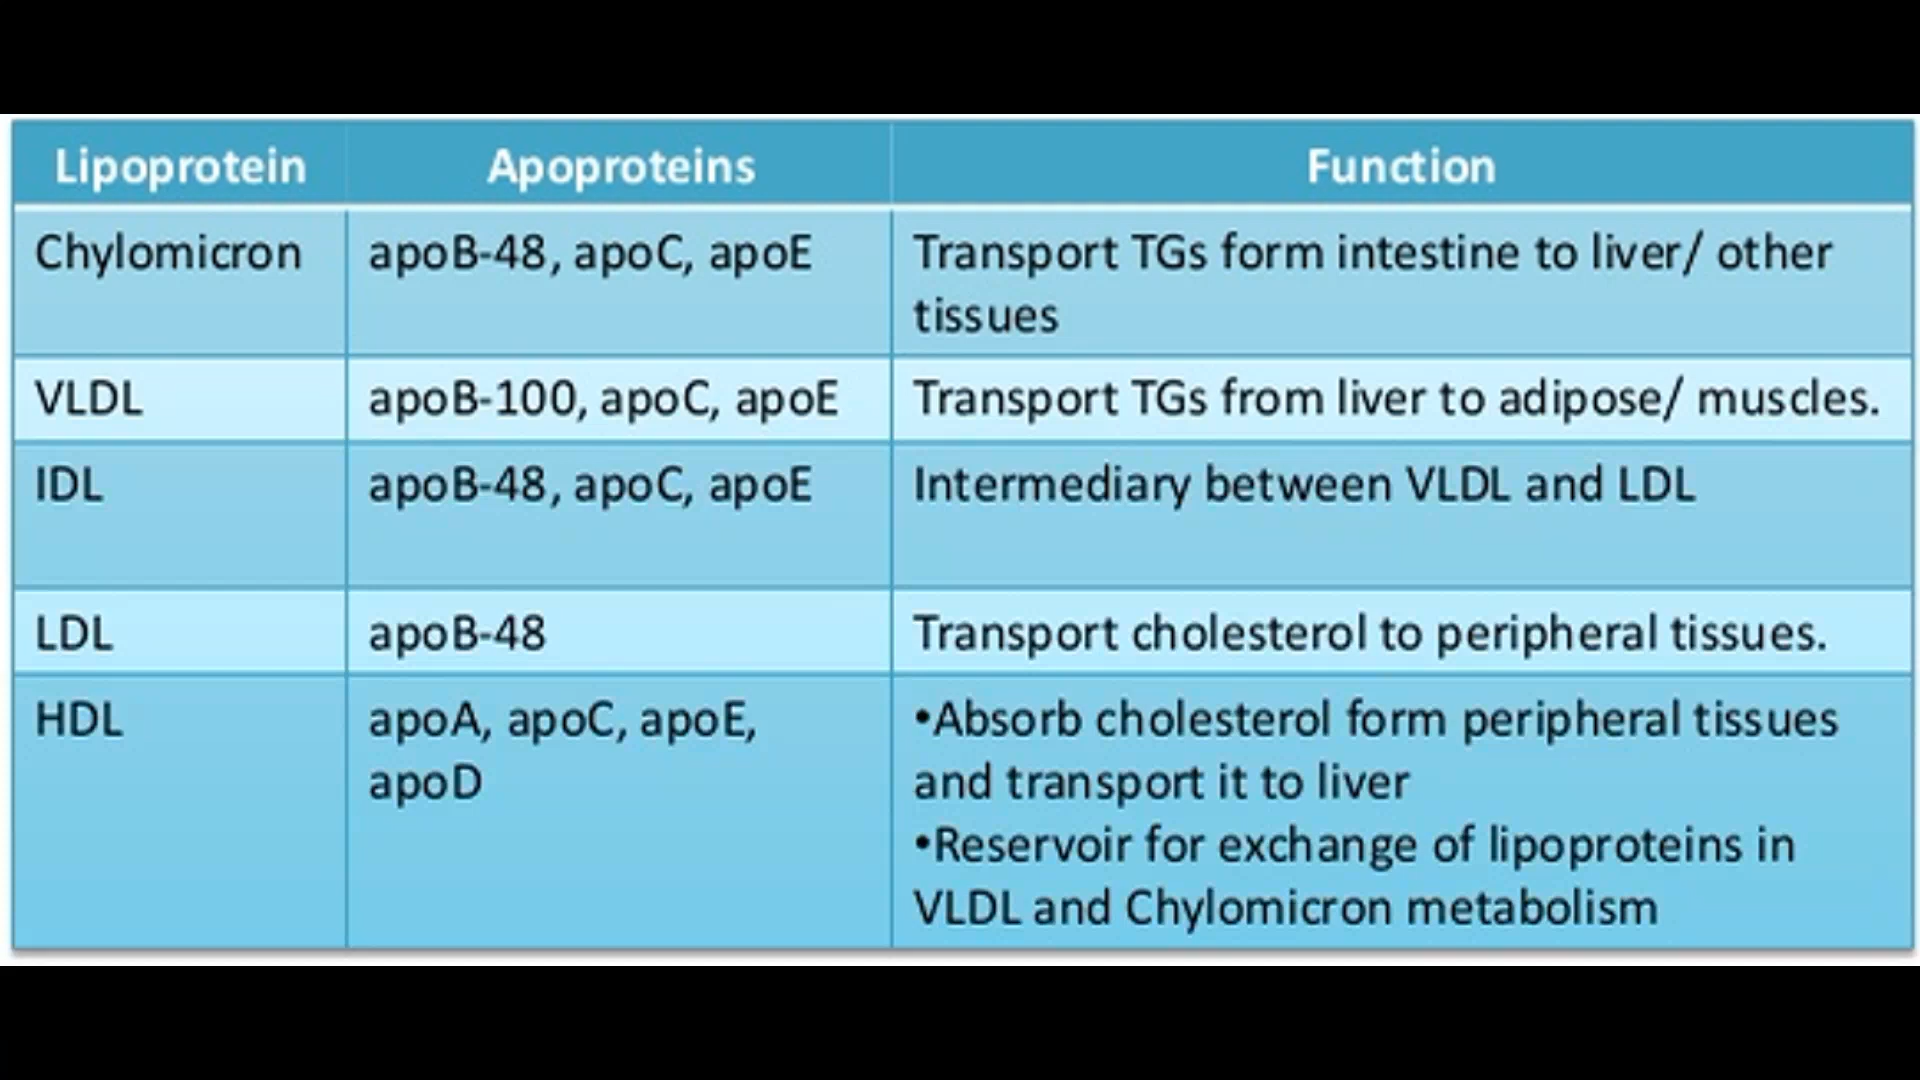 Lipoprotein Apoproteins Function
Chylomicron apoB-48, apoC, apoE Transport TGs form intestine to liver/ other
tissues
VLDL apoB-100, apoC, apoE Transport TGs from liver to adipose/ muscles.
IDL apoB-48, apoC, apoE Intermediary between VLDL and LDL
LDL apoB-48 Transport cholesterol to peripheral tissues.
HDL apoA, apoC, apoE, •Absorb cholesterol form peripheral tissues
apoD and transport it to liver
•Reservoir for exchange of lipoproteins in
VLDL and Chylomicron metabolism